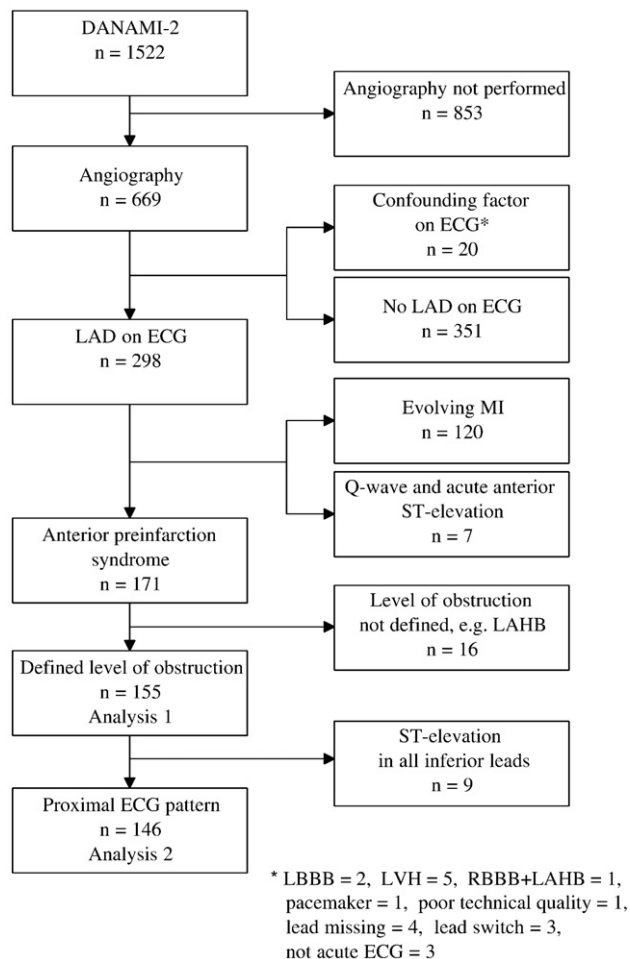 DANAMI-2
n = 1522
Angiography not performed
n = 853
Angiography
n = 669
Confounding factor
on ECG*
n = 20
No LAD on ECG
n = 351
LAD on ECG
n = 298
Evolving MI
n = 120
Q-wave and acute anterior
ST-elevation
n = 7
Anterior preinfarction
syndrome
n = 171
Level of obstruction
not defined, e.g. LAHB
n = 16
Defined level of obstruction
n = 155
Analysis 1
ST-elevation
in all inferior leads
n = 9
Proximal ECG pattern
n = 146
Analysis 2
* LBBB = 2, LVH = 5, RBBB+LAHB = 1,
pacemaker = 1, poor technical quality = 1,
lead missing = 4, lead switch = 3,
not acute ECG = 3